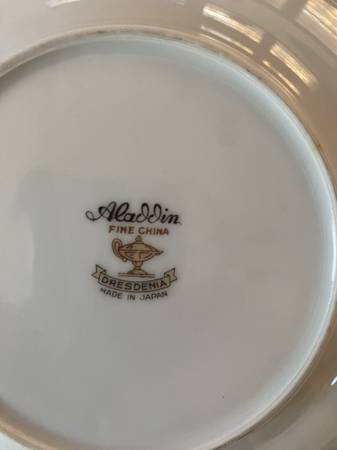 Aladdin
FINE CHINA
DRESDENIA
MADE IN JAPAN